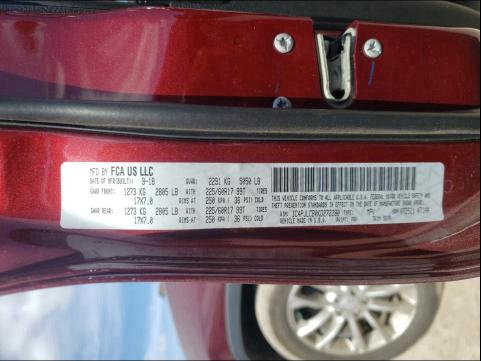 MFD BY FCA US LLC
DATE OF MFR(BUILT): 9-18 GVWR: 2291 KG 5050 LB
GAWR FRONT: 1273 KG 2805 LB WITH 225/60R17 99T TIRES
17X7.0 RIMS AT 250 KPA / 36 PSI COLD
GAWR REAR: 1273 KG 2805 LB WITH 225/60R17 99T TIRES
17X7.0 RIMS AT 250 KPA / 36 PSI COLD
THIS VEHICLE CONFORMS TO ALL APPLICABLE U.S.A. FEDERAL MOTOR VEHICLE SAFETY
AND THEFT PREVENTION STANDARDS IN EFFECT ON THE DATE OF MANUFACTURE SHOWN ABOVE.
TYPE: MPV
MADE IN U.S.A.